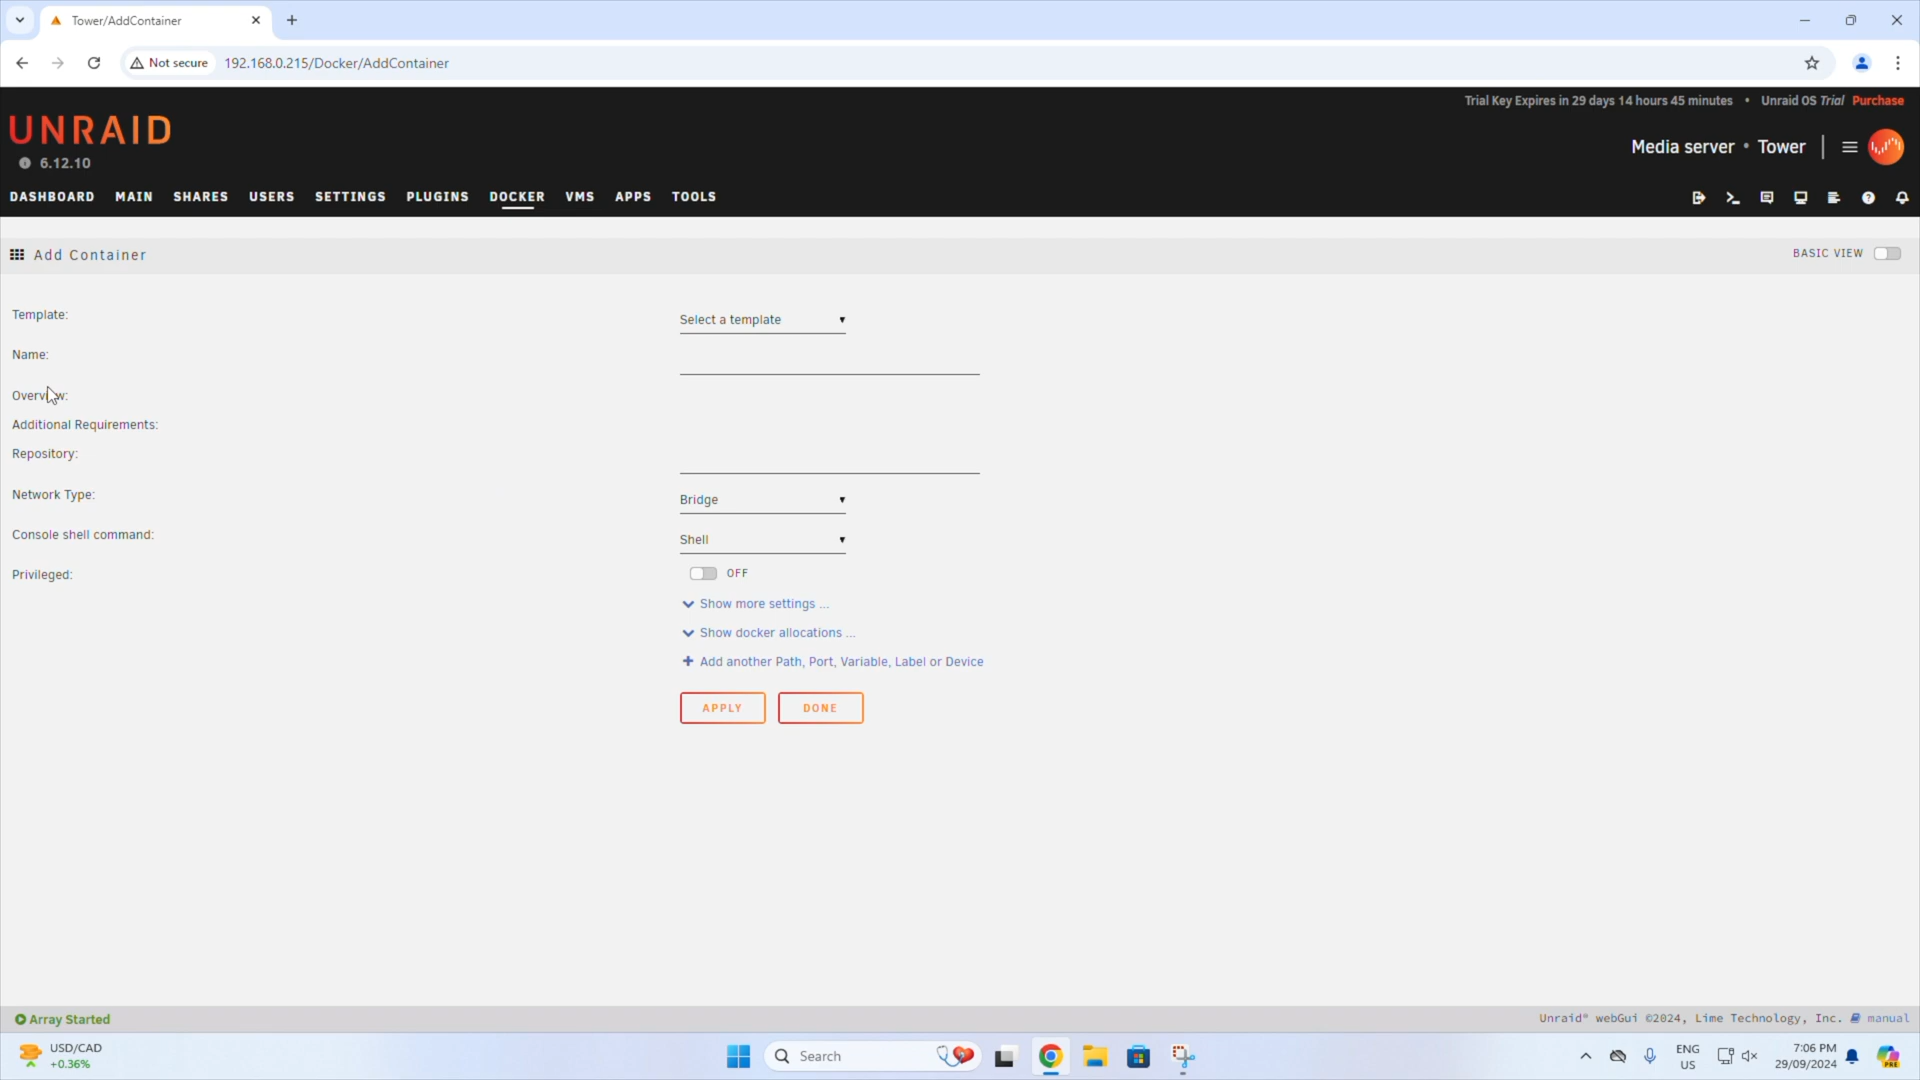 Tower/AddContainer
Not secure
192.168.0.215/Docker/AddContainer
Trial Key Expires in 29 days 14 hours 45 minutes • Unraid OS Trial Purchase
UNRAID
6.12.10
Media server • Tower
DASHBOARD MAIN SHARES USERS SETTINGS PLUGINS DOCKER VMS APPS TOOLS
Add Container
BASIC VIEW
Template: Select a template
Name:
Overview:
Additional Requirements:
Repository:
Network Type: Bridge
Console shell command: Shell
Privileged: OFF
Show more settings ...
Show docker allocations ...
Add another Path, Port, Variable, Label or Device
APPLY DONE
Array Started
Unraid® webGui ©2024, Lime Technology, Inc. manual
USD/CAD
+0.36%
Search
ENG
US
7:06 PM
29/09/2024
PRE